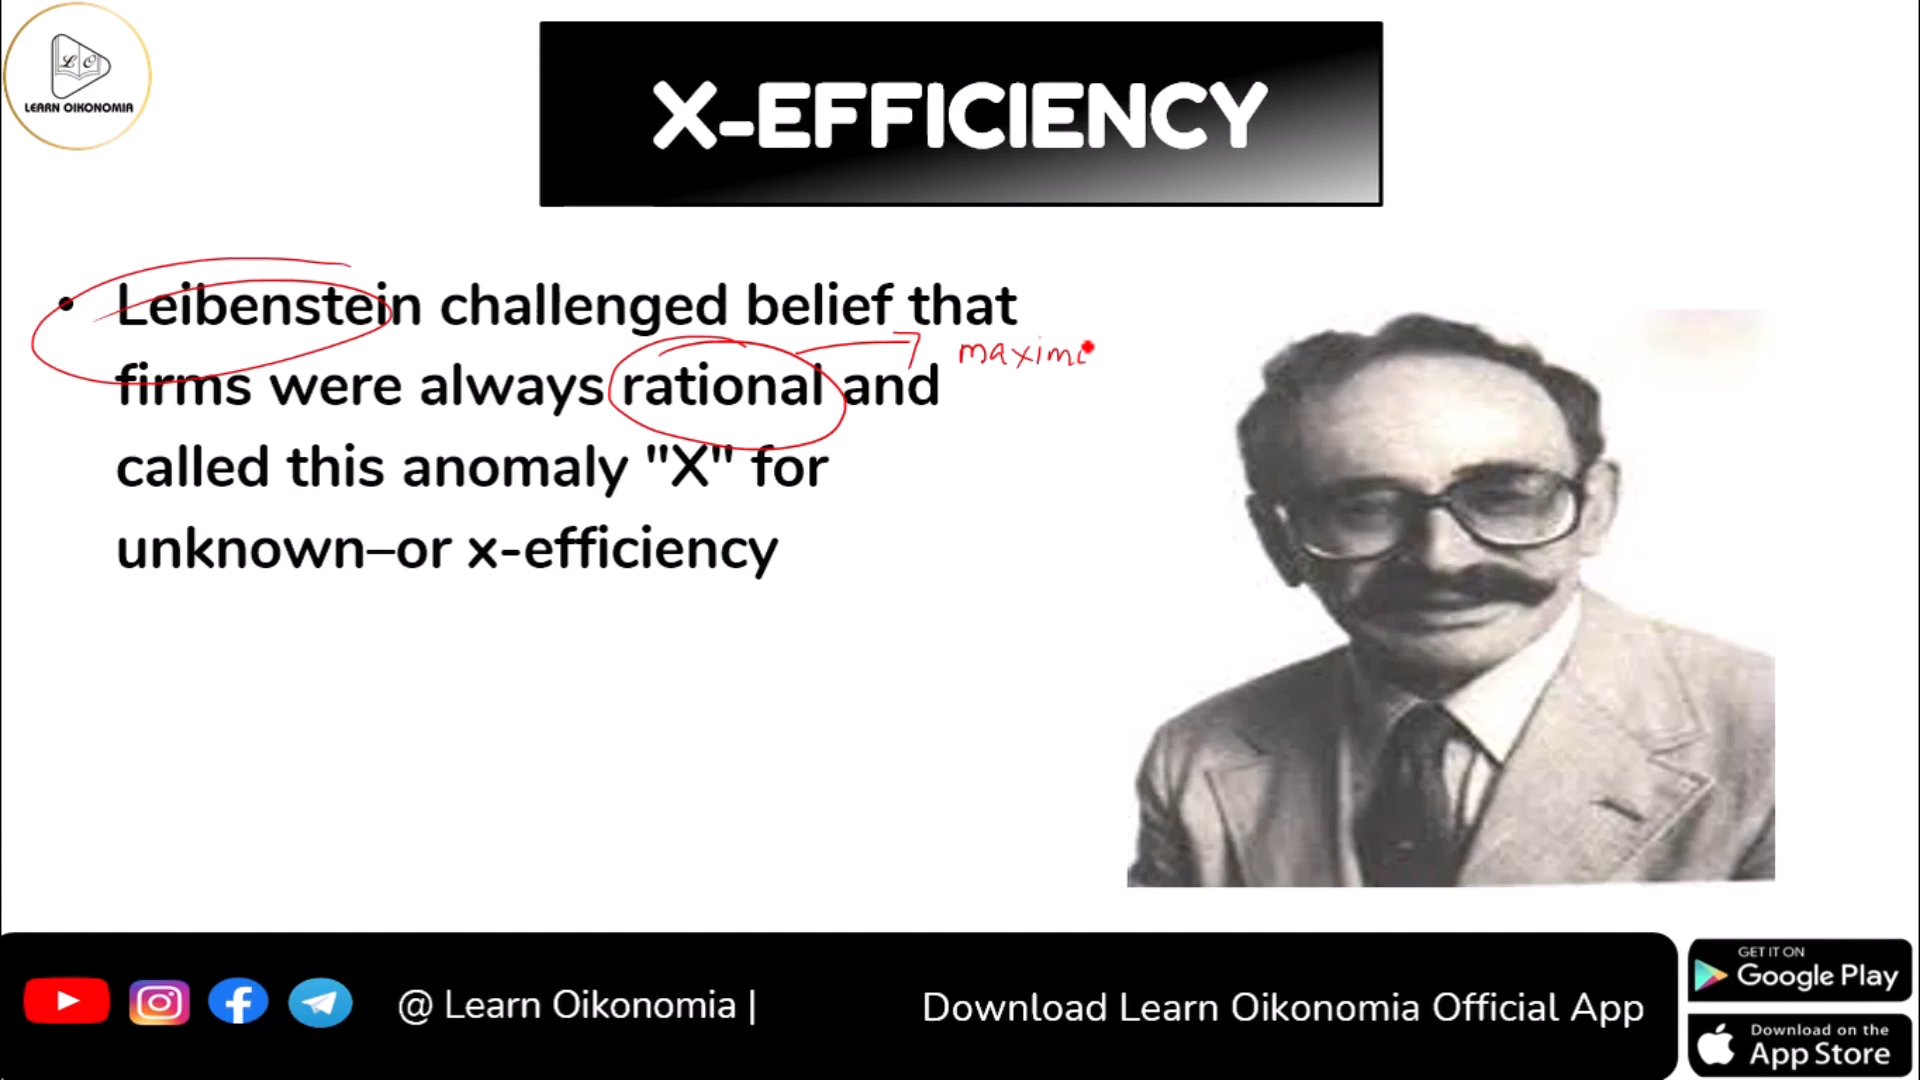 L O
LEARN OIKONOMIA
X-EFFICIENCY
• Leibenstein challenged belief that
firms were always rational and
maximi
called this anomaly "X" for
unknown–or x-efficiency
@ Learn Oikonomia |
Download Learn Oikonomia Official App
GET IT ON
Google Play
Download on the
App Store